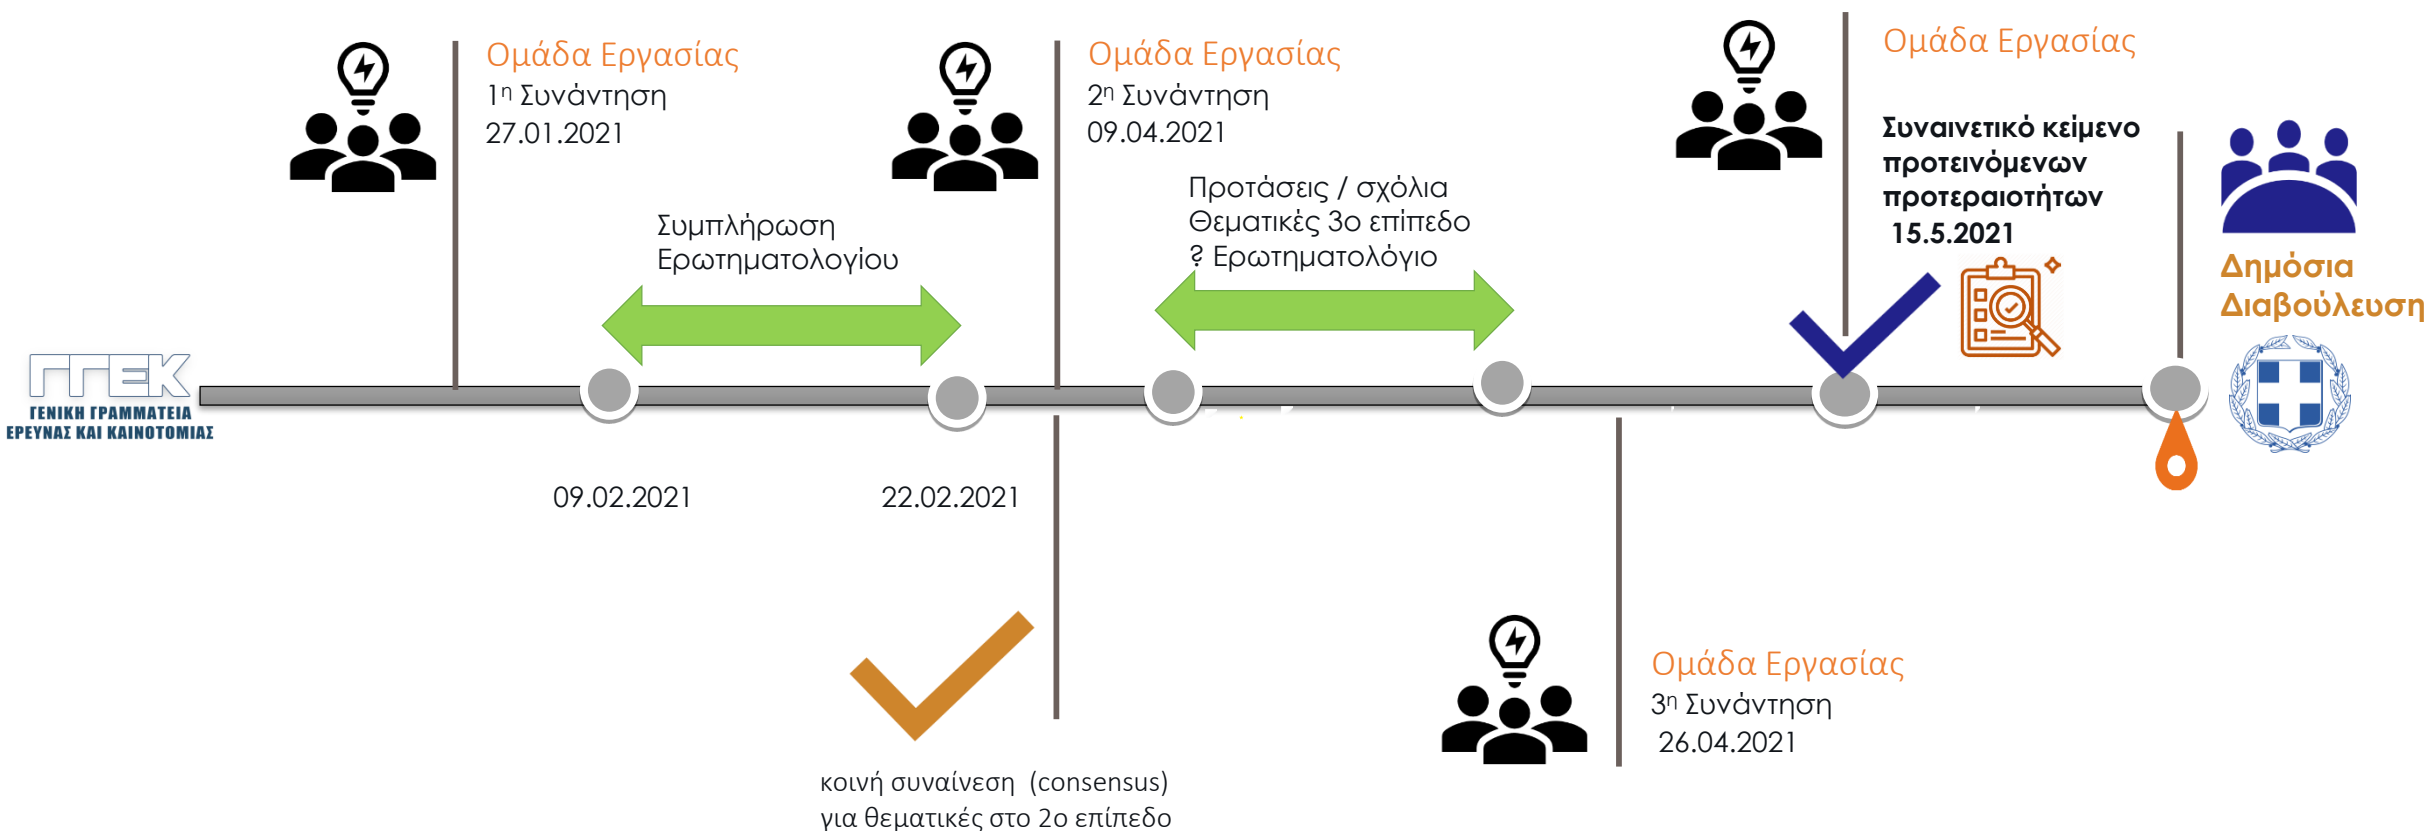 Ομάδα Εργασίας
1η Συνάντηση
27.01.2021
Ομάδα Εργασίας
2η Συνάντηση
09.04.2021
Ομάδα Εργασίας
Συναινετικό κείμενο
προτεινόμενων
προτεραιοτήτων
15.5.2021
Συμπλήρωση
Ερωτηματολογίου
Προτάσεις / σχόλια
Θεματικές 3ο επίπεδο
? Ερωτηματολόγιο
Δημόσια
Διαβούλευση
ΓΓΕΚ
ΓΕΝΙΚΗ ΓΡΑΜΜΑΤΕΙΑ
ΕΡΕΥΝΑΣ ΚΑΙ ΚΑΙΝΟΤΟΜΙΑΣ
09.02.2021
22.02.2021
Ομάδα Εργασίας
3η Συνάντηση
26.04.2021
κοινή συναίνεση (consensus)
για θεματικές στο 2ο επίπεδο